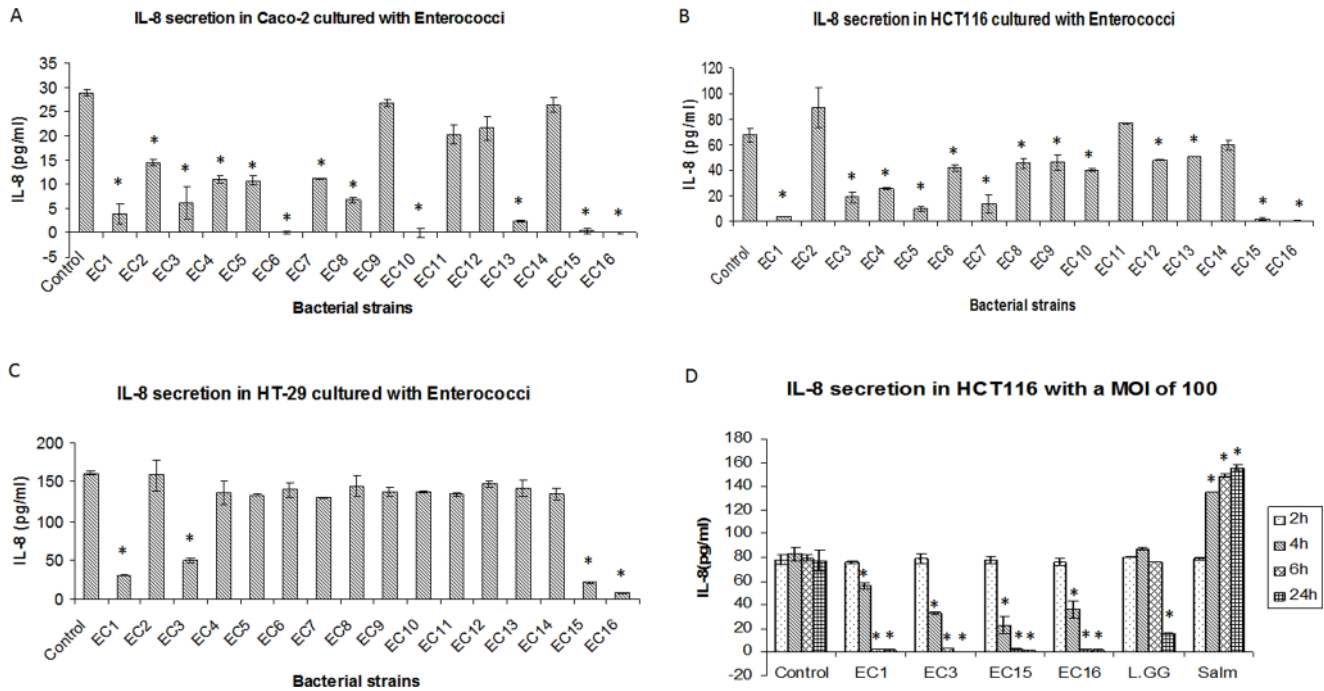 A
IL-8 secretion in Caco-2 cultured with Enterococci
IL-8 (pg/ml)
35
30
25
20
15
10
5
0
-5
* * * * * * * * * * * *
Control EC1 EC2 EC3 EC4 EC5 EC6 EC7 EC8 EC9 EC10 EC11 EC12 EC13 EC14 EC15 EC16
Bacterial strains
B
IL-8 secretion in HCT116 cultured with Enterococci
IL-8 (pg/ml)
120
100
80
60
40
20
0
* * * * * * * * * * * * *
Control EC1 EC2 EC3 EC4 EC5 EC6 EC7 EC8 EC9 EC10 EC11 EC12 EC13 EC14 EC15 EC16
Bacterial strains
C
IL-8 secretion in HT-29 cultured with Enterococci
IL-8 (pg/ml)
200
150
100
50
0
* * * *
Control EC1 EC2 EC3 EC4 EC5 EC6 EC7 EC8 EC9 EC10 EC11 EC12 EC13 EC14 EC15 EC16
Bacterial strains
D
IL-8 secretion in HCT116 with a MOI of 100
IL-8(pg/ml)
180
160
140
120
100
80
60
40
20
0
-20
* * * * * * * * * * * * * * * *
Control EC1 EC3 EC15 EC16 L.GG Salm
2h
4h
6h
24h